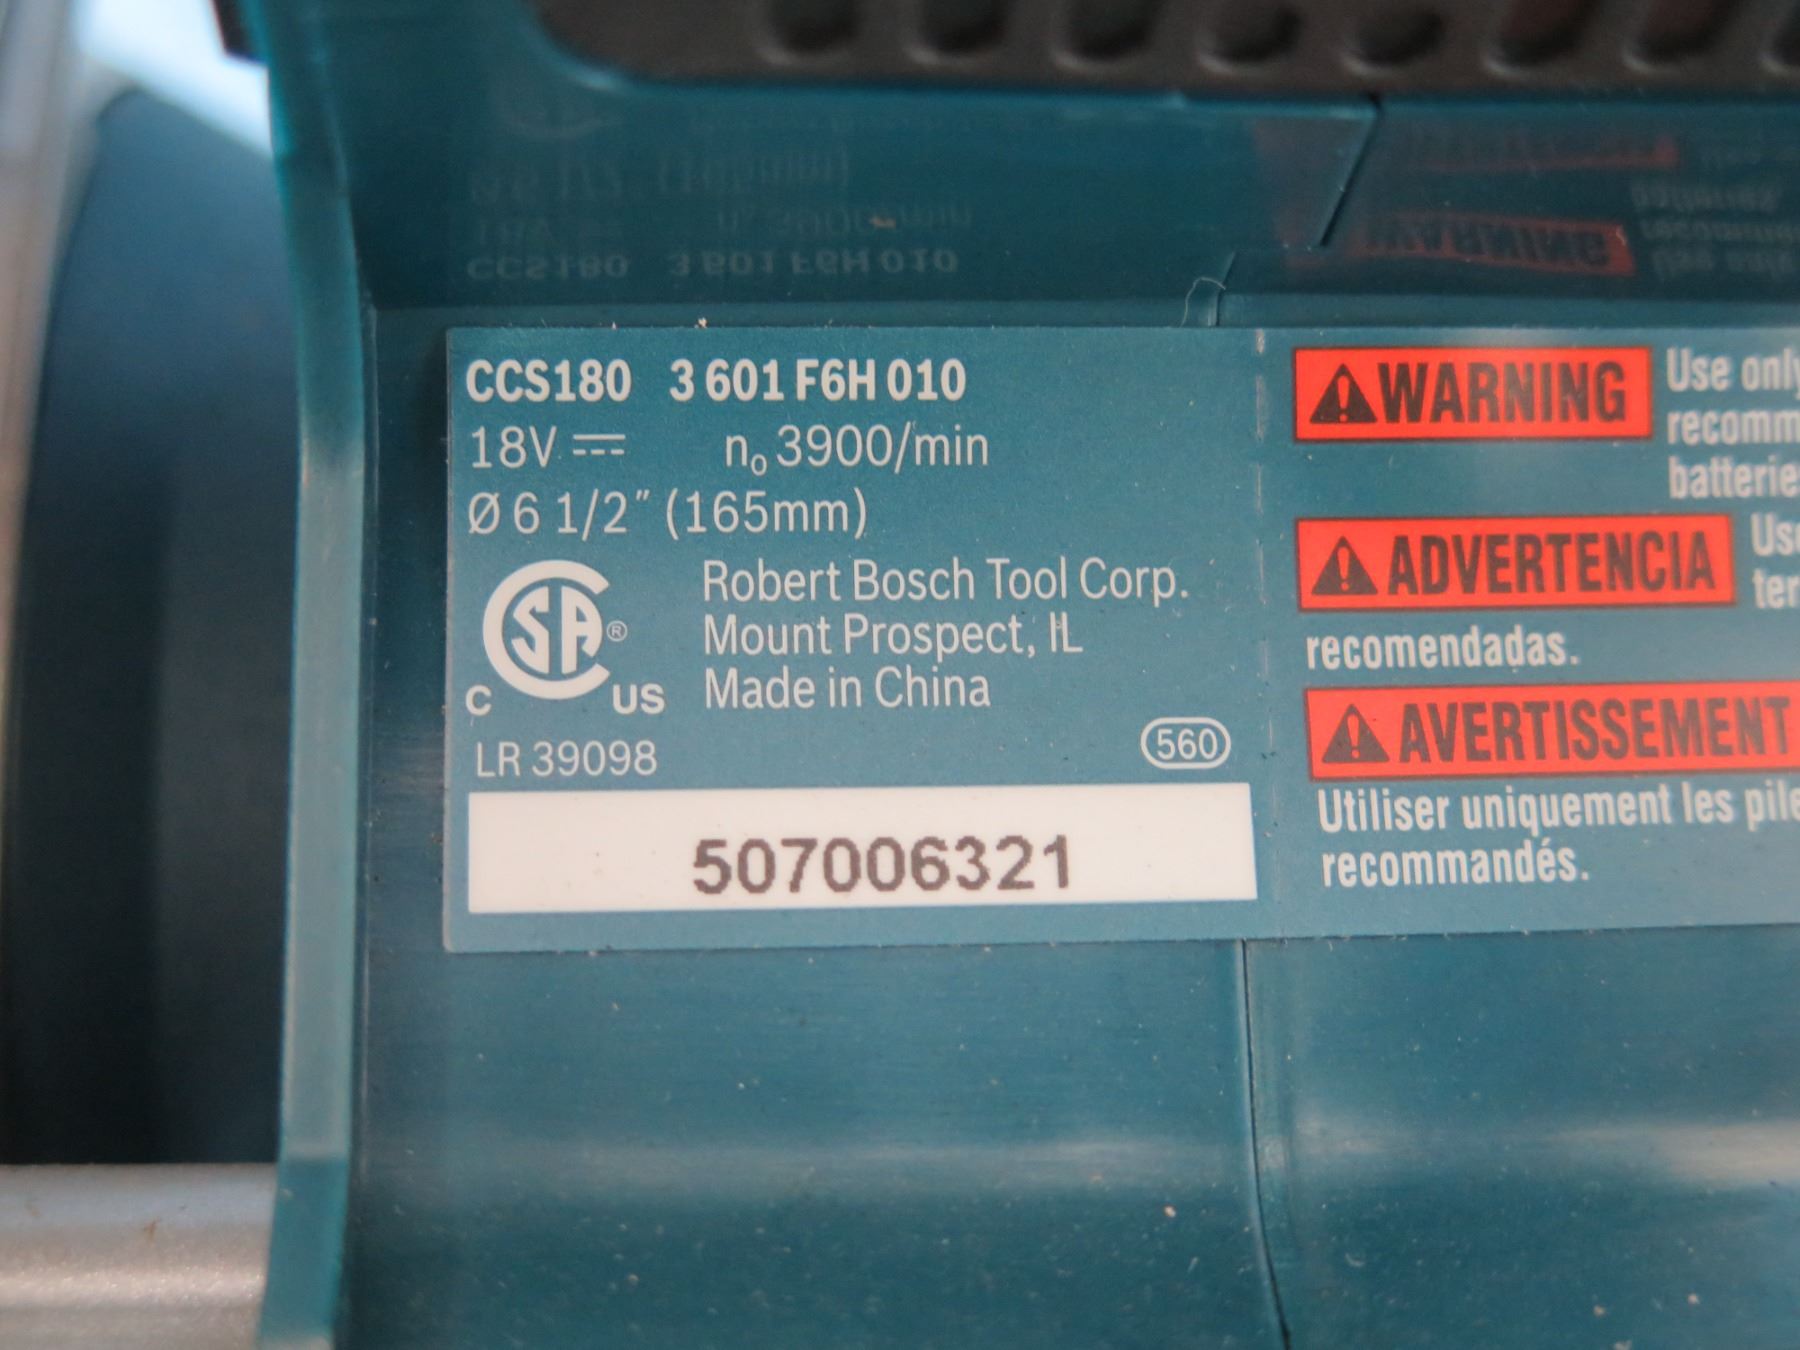 CCS180 3 601 F6H 010
18V n₀ 3900/min
Ø 6 1/2" (165mm)
CSA®
C US
Robert Bosch Tool Corp.
Mount Prospect, IL
Made in China
LR 39098
560
507006321
WARNING Use only
recomm
batteries
ADVERTENCIA Use
ter
recomendadas.
AVERTISSEMENT
Utiliser uniquement les pile
recommandés.